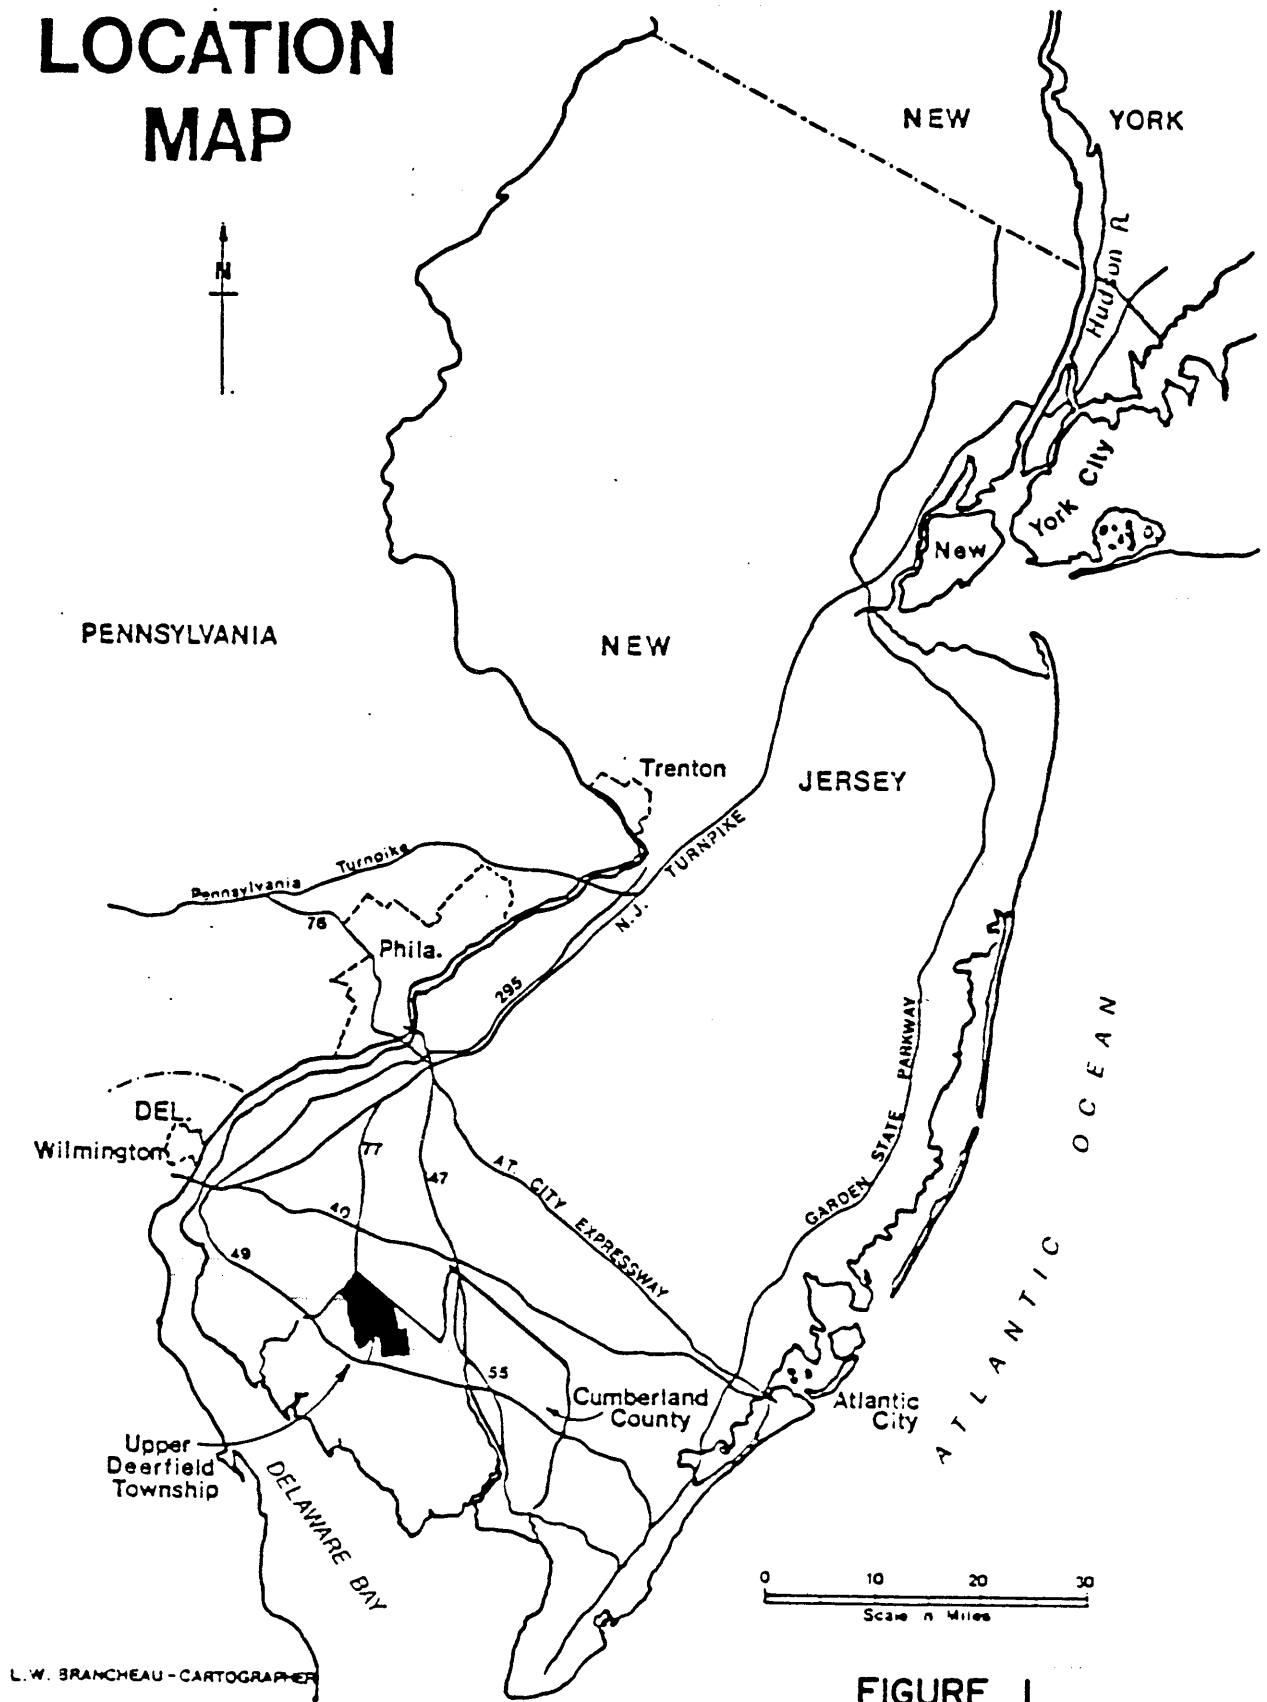 LOCATION
MAP
N
NEW YORK
Hudson R.
York City
New
PENNSYLVANIA
NEW
JERSEY
Trenton
Pennsylvania Turnpike
76
Phila.
N.J. TURNPIKE
295
GARDEN STATE PARKWAY
ATLANTIC OCEAN
DEL.
Wilmington
77
47
40
49
AT. CITY EXPRESSWAY
55
Cumberland
County
Atlantic
City
Upper
Deerfield
Township
DELAWARE BAY
0 10 20 30
Scale n Miles
L.W. BRANCHEAU-CARTOGRAPHER
FIGURE 1